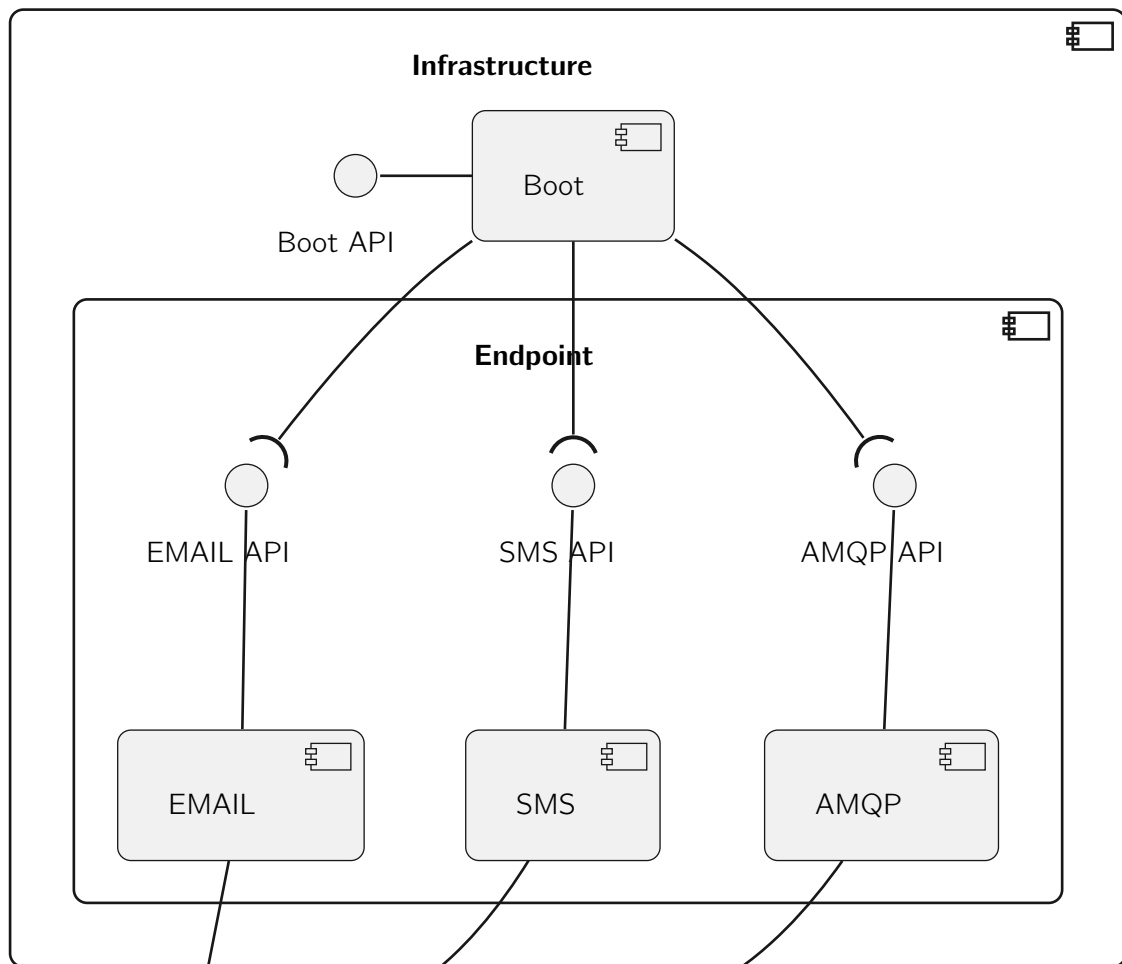 Infrastructure
Boot
Boot API
Endpoint
EMAIL API
SMS API
AMQP API
EMAIL
SMS
AMQP